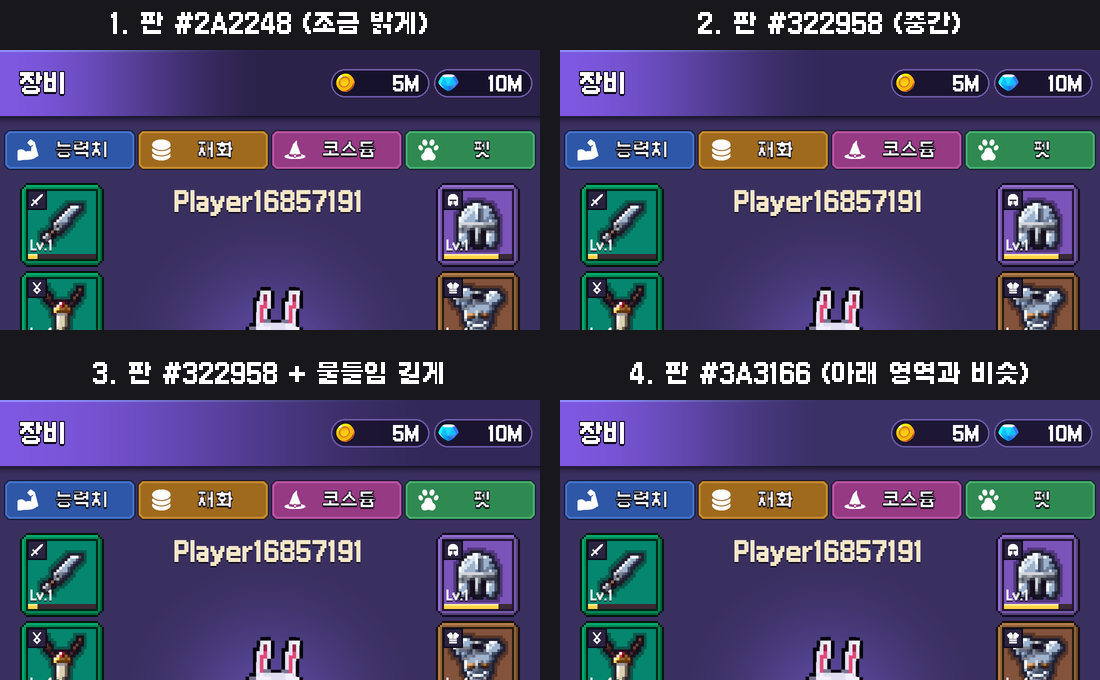 1. 판 #2A2248 (조금 밝게)
장비
5M
10M
능력치
재화
코스튬
펫
Player16857191
Lv.1
Lv.1
2. 판 #322958 (중간)
장비
5M
10M
능력치
재화
코스튬
펫
Player16857191
Lv.1
Lv.1
3. 판 #322958 + 물들임 길게
장비
5M
10M
능력치
재화
코스튬
펫
Player16857191
Lv.1
Lv.1
4. 판 #3A3166 (아래 영역과 비슷)
장비
5M
10M
능력치
재화
코스튬
펫
Player16857191
Lv.1
Lv.1